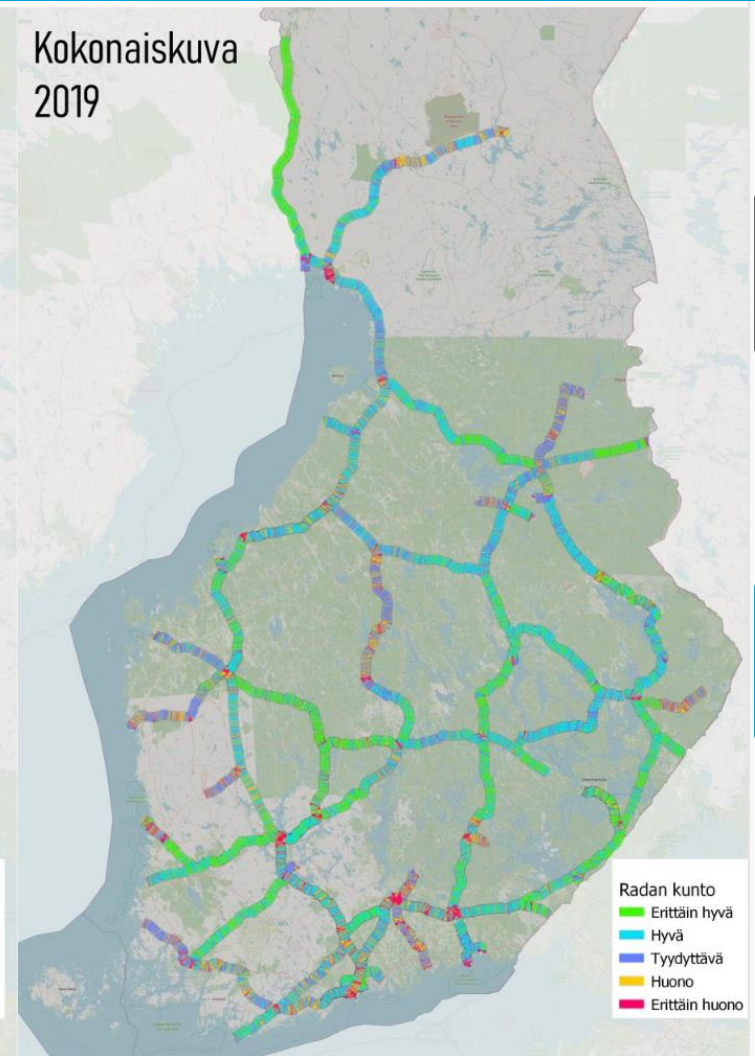 Kokonaiskuva
2019
Radan kunto
Erittäin hyvä
Hyvä
Tyydyttävä
Huono
Erittäin huono